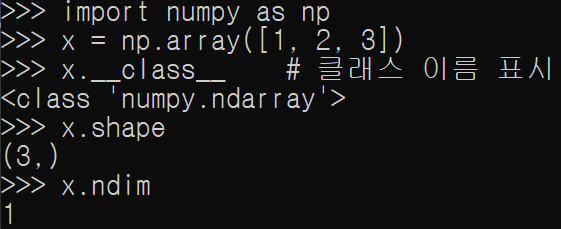 >>> import numpy as np
>>> x = np.array([1, 2, 3])
>>> x.__class__    # 클래스 이름 표시
<class 'numpy.ndarray'>
>>> x.shape
(3,)
>>> x.ndim
1